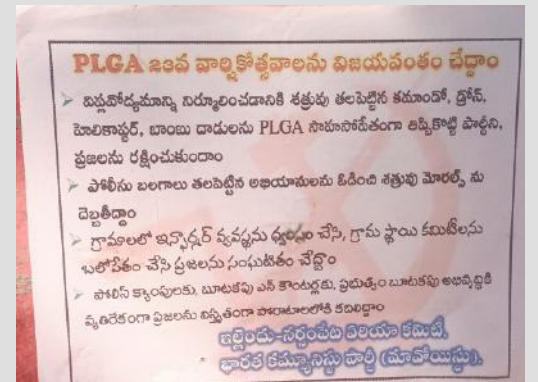 PLGA 23వ వార్షికోత్సవాలను విజయవంతం చేద్దాం
➢ విప్లవోద్యమాన్ని నిర్మూలించడానికి శత్రువు తలపెట్టిన కమాండో, డ్రోన్,
హెలికాప్టర్, బాంబు దాడులను PLGA సాహసోపేతంగా తిప్పికొట్టి పార్టీని,
ప్రజలను రక్షించుకుందాం
➢ పోలీసు బలగాలు తలపెట్టిన అభియానులను ఓడించి శత్రువు మోరల్స్ ను
దెబ్బతీద్దాం
➢ గ్రామాలలో ఇన్ఫార్మర్ వ్యవస్థను ధ్వంసం చేసి, గ్రామ స్థాయి కమిటీలను
బలోపేతం చేసి ప్రజలను సంఘటితం చేద్దాం
➢ పోలీస్ క్యాంపులకు, బూటకపు ఎన్ కౌంటర్లకు, ప్రభుత్వం బూటకపు అభివృద్ధికి
వ్యతిరేకంగా ప్రజలను విస్తృతంగా పోరాటాలలోకి కదిలిద్దాం
ఇల్లెందు-నర్సంపేట ఏరియా కమిటీ,
భారత కమ్యూనిస్టు పార్టీ (మావోయిస్టు).